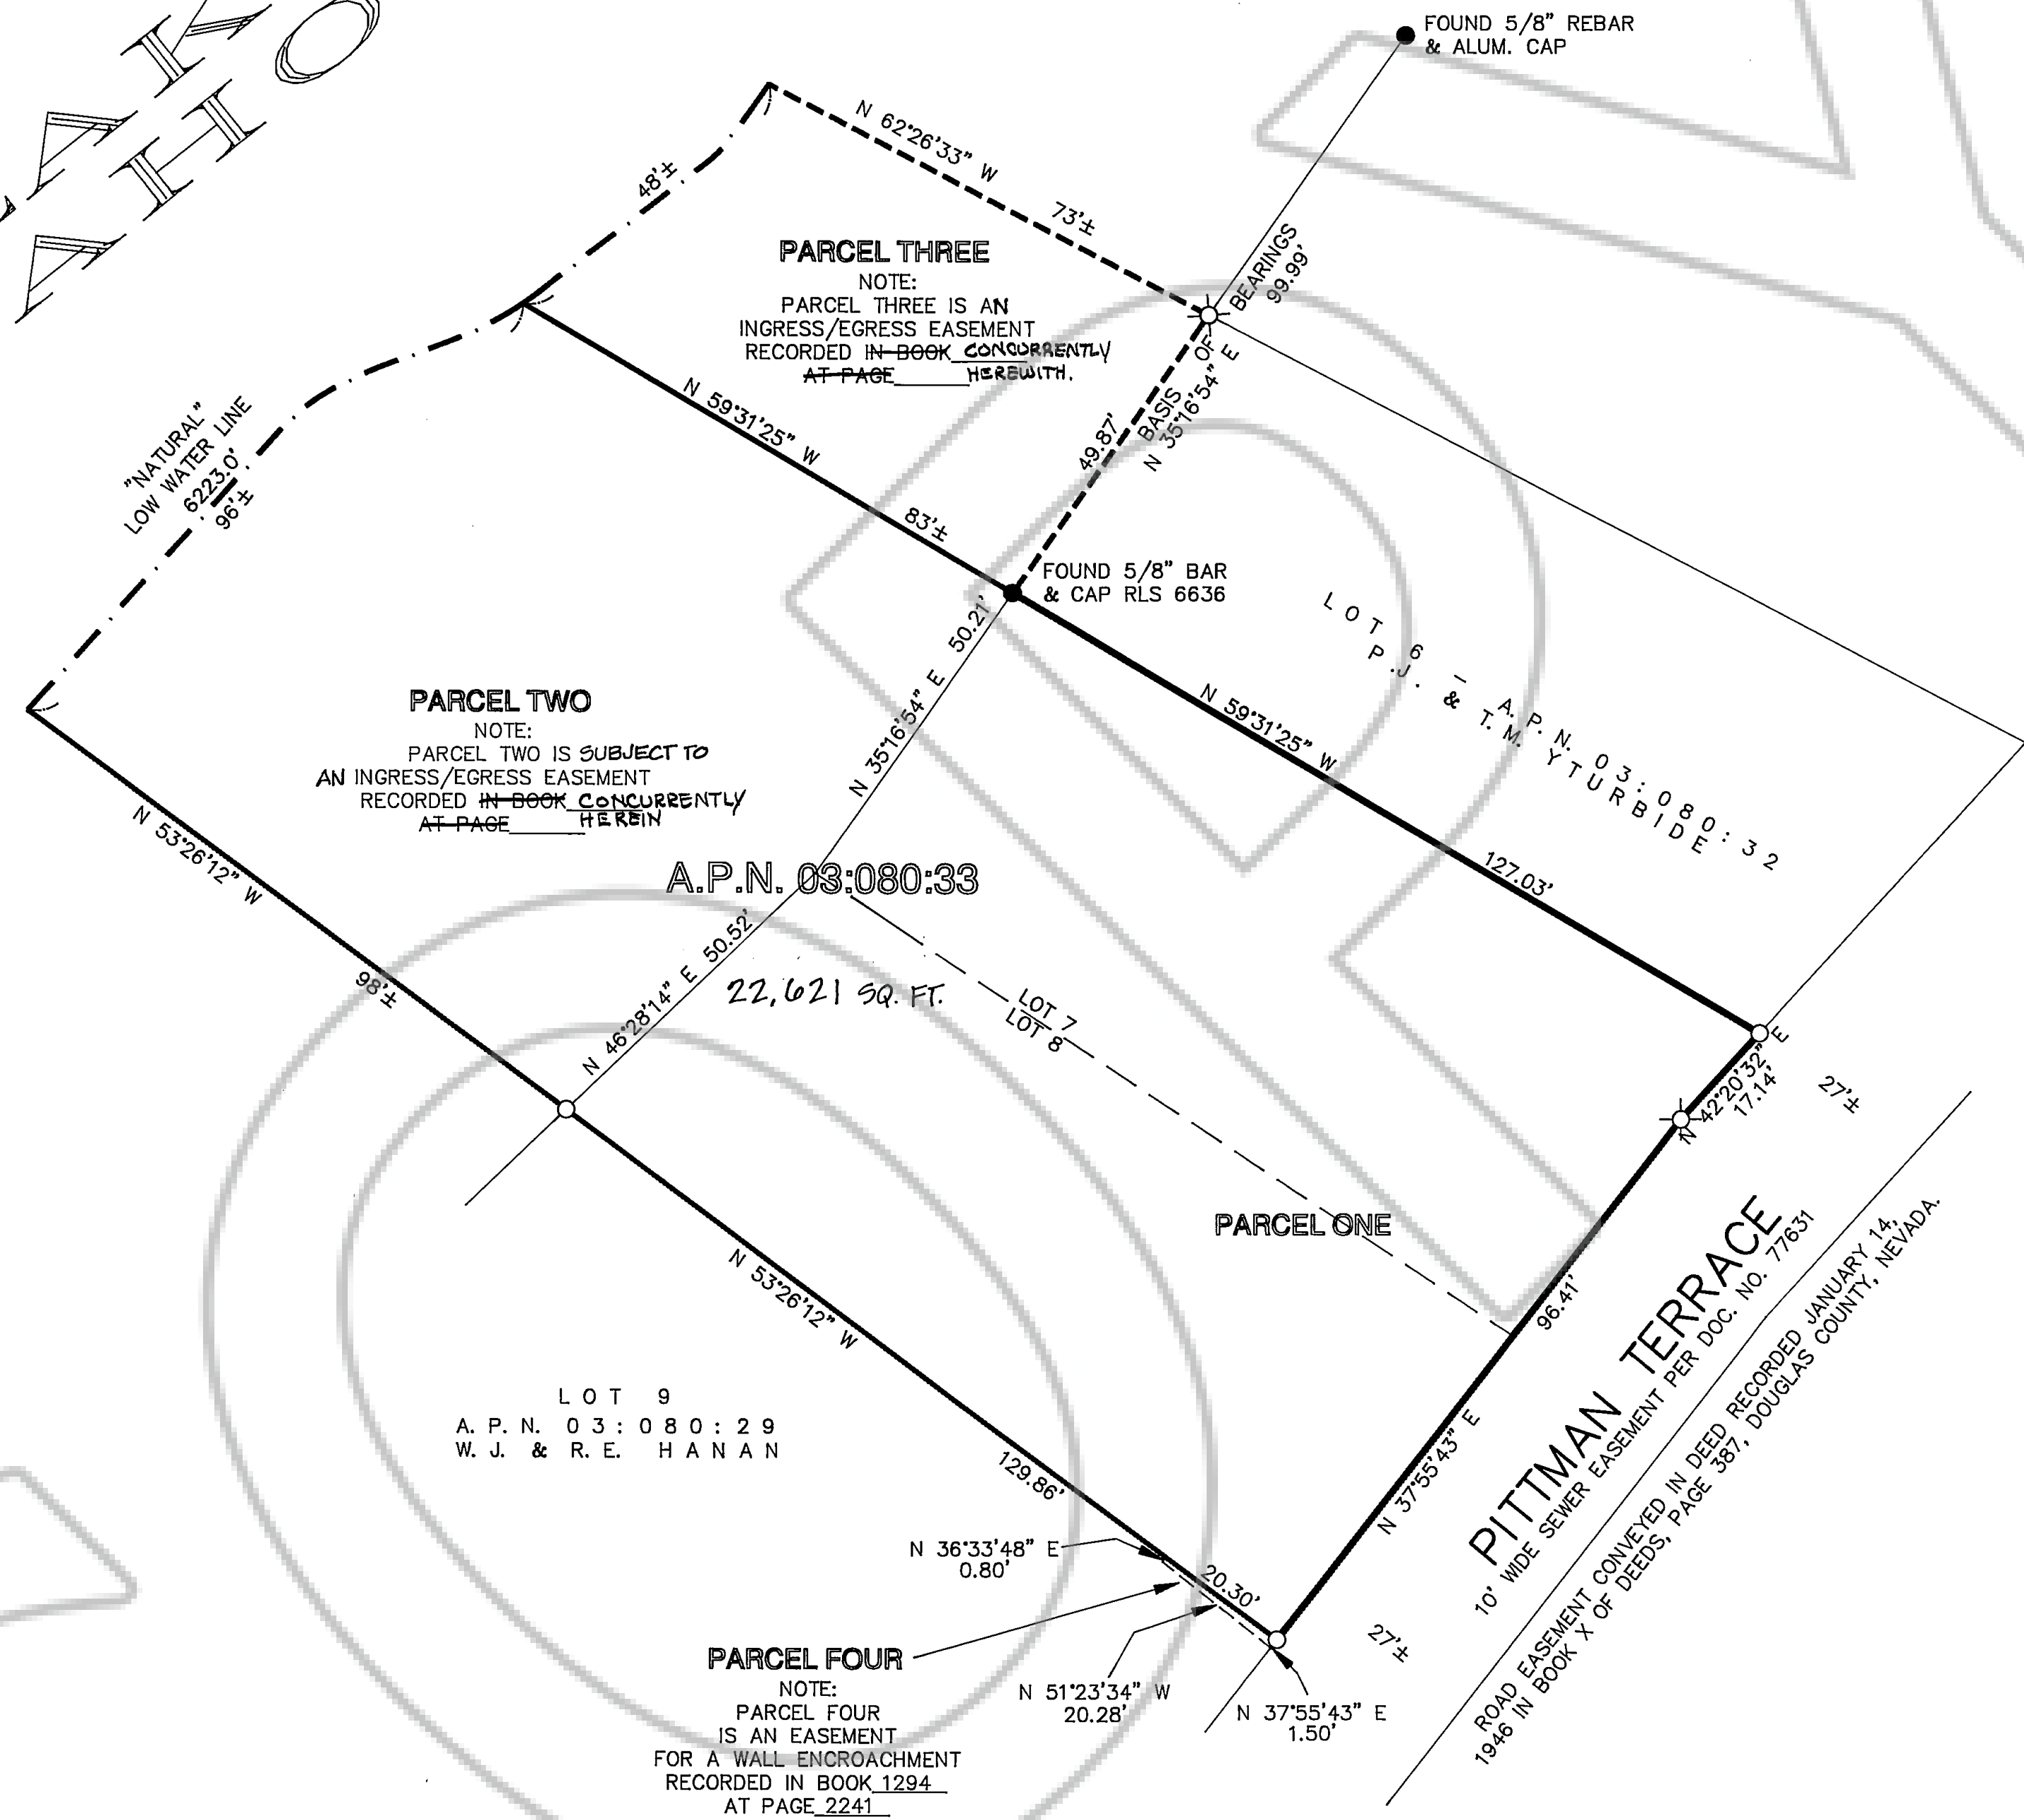 FOUND 5/8" REBAR
& ALUM. CAP
N 62°26'33" W
73'±
48'±
BASIS OF BEARINGS
N 35°16'54" E
99.99'
49.87'
PARCEL THREE
NOTE:
PARCEL THREE IS AN
INGRESS/EGRESS EASEMENT
RECORDED IN BOOK CONCURRENTLY
AT PAGE HEREWITH.
N 59°31'25" W
83'±
"NATURAL"
LOW WATER LINE
6223.0'
96'±
FOUND 5/8" BAR
& CAP RLS 6636
LOT 6 – A.P.N. 03:080:32
P.J. & T.M. YTURBIDE
N 35°16'54" E 50.21'
N 59°31'25" W
127.03'
PARCEL TWO
NOTE:
PARCEL TWO IS SUBJECT TO
AN INGRESS/EGRESS EASEMENT
RECORDED IN BOOK CONCURRENTLY
AT PAGE HEREIN
N 53°26'12" W
98'±
A.P.N. 03:080:33
N 46°28'14" E 50.52'
22,621 SQ. FT.
LOT 7
LOT 8
N 42°20'32" E
17.14'
27'±
PARCEL ONE
96.41'
N 37°55'43" E
PITTMAN TERRACE
10' WIDE SEWER EASEMENT PER DOC. NO. 77631
ROAD EASEMENT CONVEYED IN DEED RECORDED JANUARY 14,
1946 IN BOOK X OF DEEDS, PAGE 387, DOUGLAS COUNTY, NEVADA.
N 53°26'12" W
129.86'
LOT 9
A.P.N. 03:080:29
W.J. & R.E. HANAN
N 36°33'48" E
0.80'
20.30'
27'±
PARCEL FOUR
NOTE:
PARCEL FOUR
IS AN EASEMENT
FOR A WALL ENCROACHMENT
RECORDED IN BOOK 1294
AT PAGE 2241
N 51°23'34" W
20.28'
N 37°55'43" E
1.50'